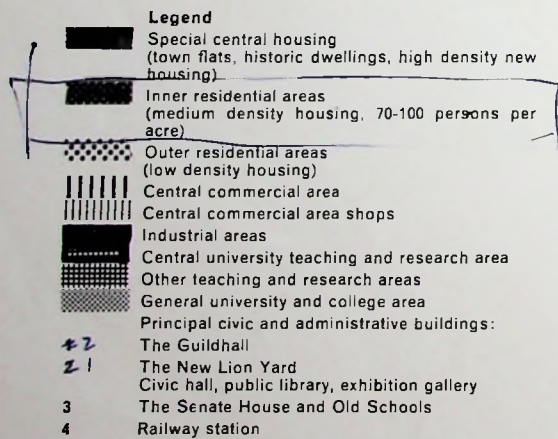 Legend
Special central housing
(town flats, historic dwellings, high density new
housing)
Inner residential areas
(medium density housing, 70-100 persons per
acre)
Outer residential areas
(low density housing)
Central commercial area
Central commercial area shops
Industrial areas
Central university teaching and research area
Other teaching and research areas
General university and college area
Principal civic and administrative buildings:
2 The Guildhall
1 The New Lion Yard
Civic hall, public library, exhibition gallery
3 The Senate House and Old Schools
4 Railway station